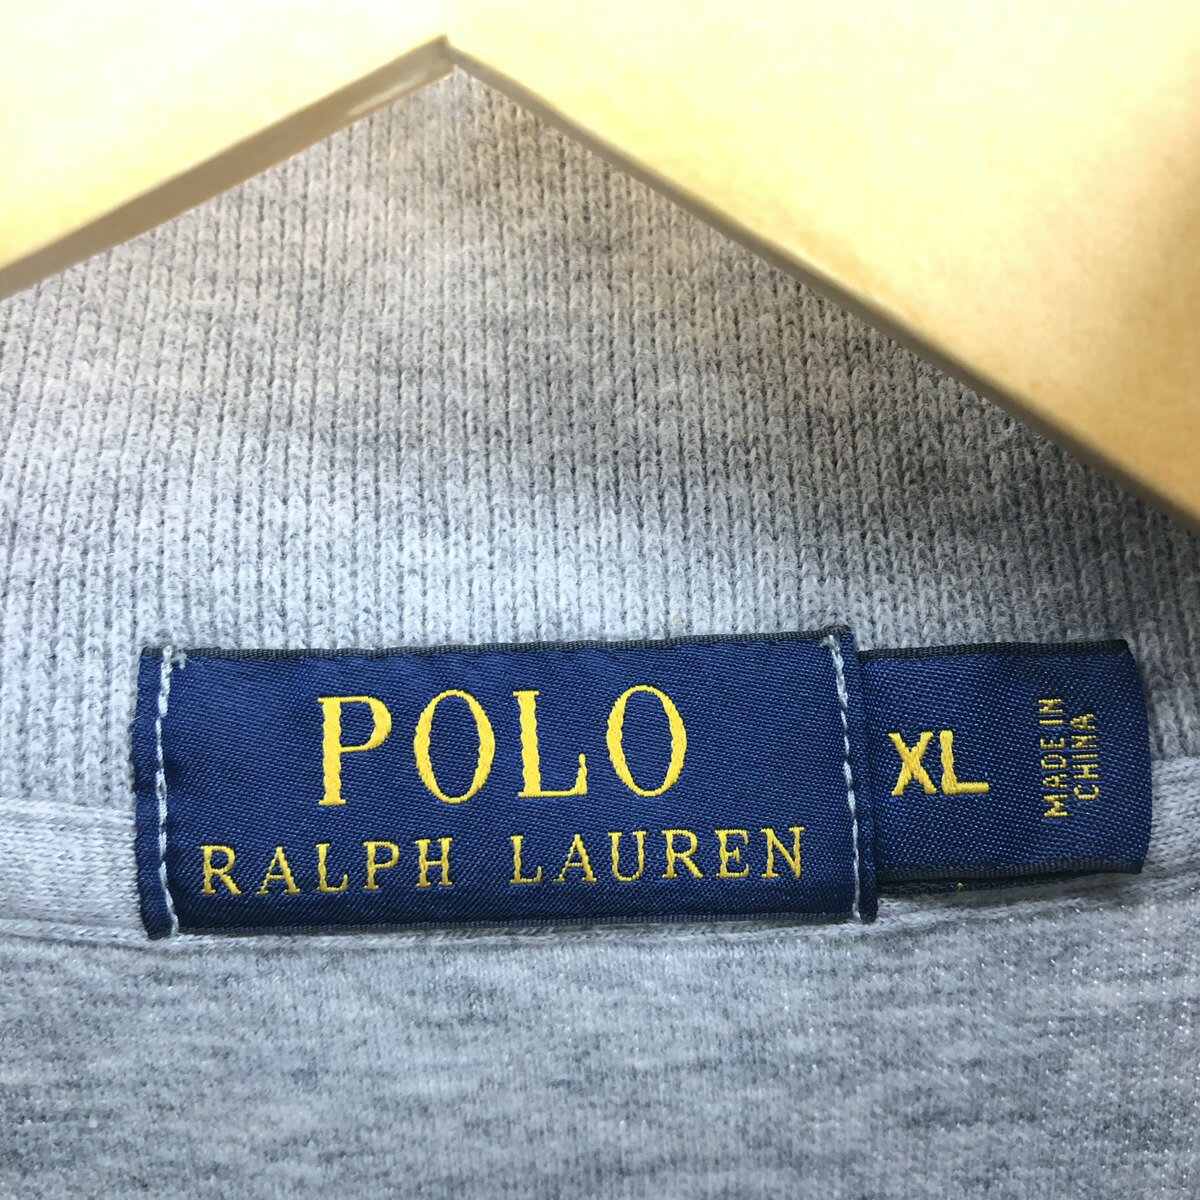 POLO
RALPH LAUREN
XL
MADE IN
CHINA